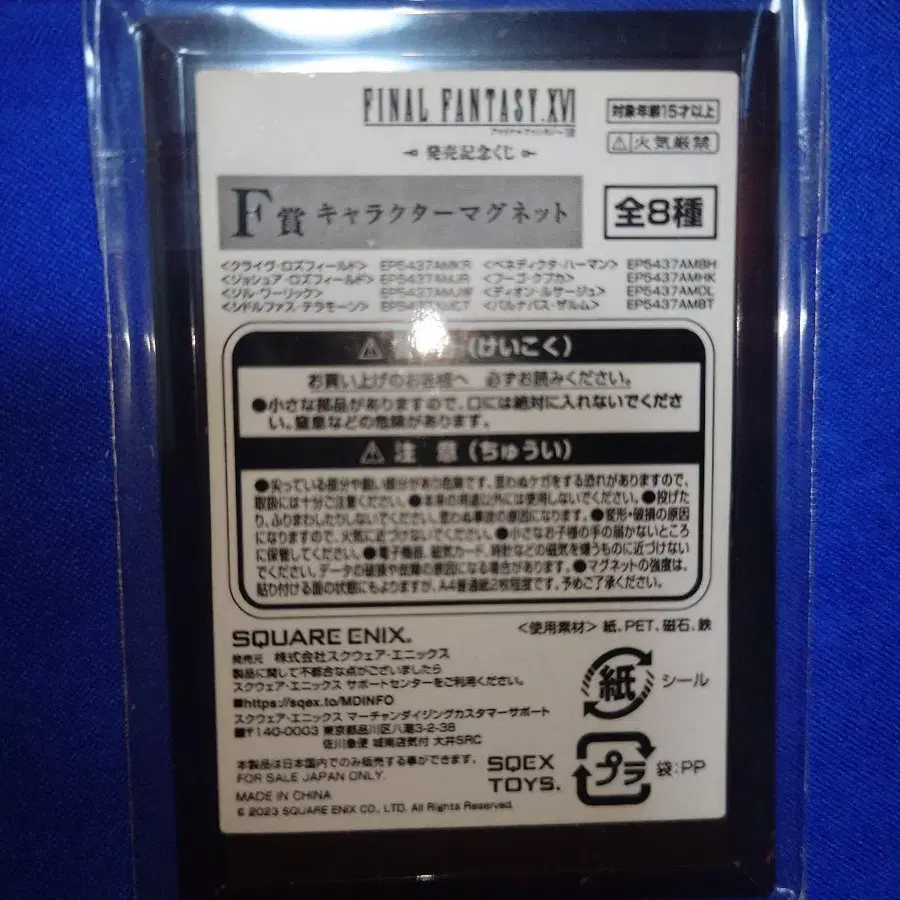 FINAL FANTASY XVI
発売記念くじ
対象年齢15才以上
火気厳禁
F賞 キャラクターマグネット
全8種
<クライヴ・ロズフィールド> EP5437AMKR <ベネディクタ・ハーマン> EP5437AMBH
<ジョシュア・ロズフィールド> EP5437AMJR <フーゴ・クプカ> EP5437AMHK
<ジル・ワーリック> EP5437AMJW <ディオン・ルサージュ> EP5437AMDL
<シドルファス・テラモーン> <バルナバス・ザルム> EP5437AMBT
(けいこく)
お買い上げのお客様へ 必ずお読みください。
●小さな部品がありますので、口には絶対に入れないでくださ
い。窒息などの危険があります。
注 意 (ちゅうい)
●尖っている部分や鋭い部分があり危険です。思わぬケガをする恐れがありますので、
取扱には十分ご注意ください。●本来の用途以外には使用しないでください。●投げた
り、ふりまわしたりしないでください。思わぬ事故の原因になります。●変形・破損の原因
になりますので、火気に近づけないでください。●小さなお子様の手の届かないところ
に保管してください。●電子機器、磁気カード、時計などの磁気を嫌うものに近づけない
でください。データの破損や故障の原因になる場合があります。●マグネットの強度は、
貼り付ける面の状態にもよりますが、A4普通紙2枚程度です。予めご了承ください。
SQUARE ENIX.
<使用素材> 紙、PET、磁石、鉄
発売元 株式会社スクウェア・エニックス
製品に関して不都合な点がございましたら
スクウェア・エニックス サポートセンターをご利用ください。
■https://sqex.to/MDINFO
スクウェア・エニックス マーチャンダイジングカスタマーサポート
■〒140-0003 東京都品川区八潮3-2-38
佐川急便 城南店気付 大井SRC
本製品は日本国内でのみ販売する事ができます。
FOR SALE JAPAN ONLY.
MADE IN CHINA
© 2023 SQUARE ENIX CO., LTD. All Rights Reserved.
SQEX
TOYS.
紙 シール
プラ 袋:PP